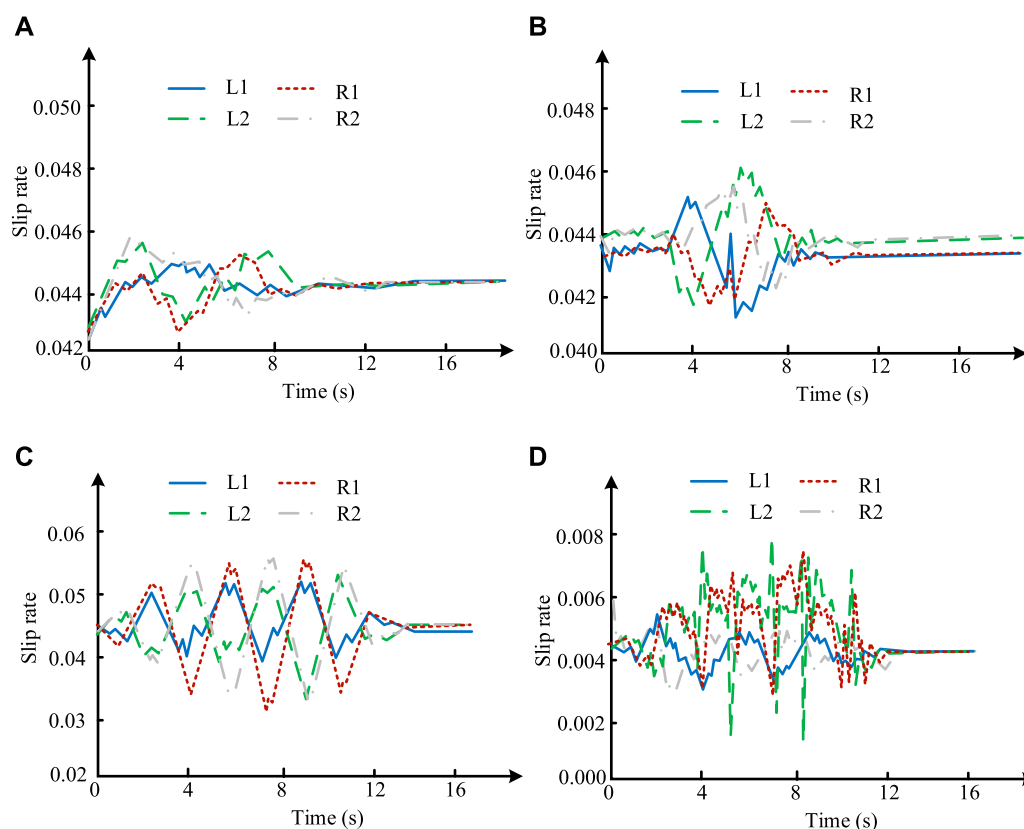 A
L1
R1
L2
R2
0.050
0.048
0.046
0.044
0.042
Slip rate
0
4
8
12
16
Time (s)
B
L1
R1
L2
R2
0.048
0.046
0.044
0.042
0.040
Slip rate
0
4
8
12
16
Time (s)
C
L1
R1
L2
R2
0.06
0.05
0.04
0.03
0.02
Slip rate
0
4
8
12
16
Time (s)
D
L1
R1
L2
R2
0.008
0.006
0.004
0.002
0.000
Slip rate
0
4
8
12
16
Time (s)